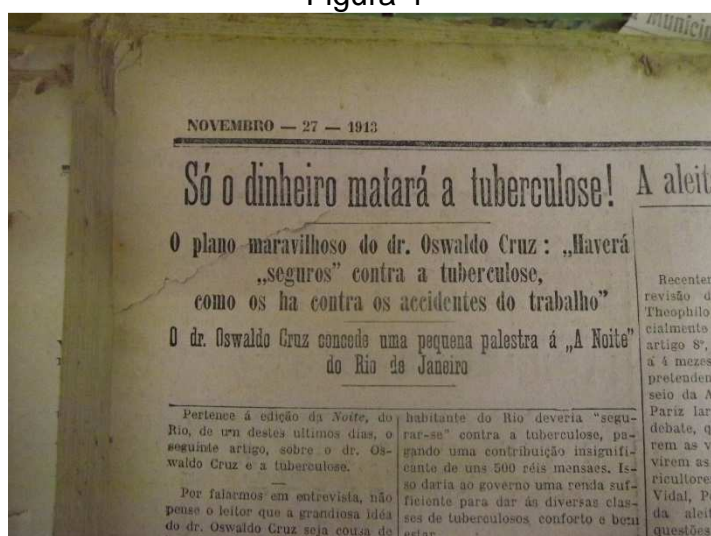 Figura 1
Municip
NOVEMBRO — 27 — 1913
Só o dinheiro matará a tuberculose!
O plano maravilhoso do dr. Oswaldo Cruz : „Haverá
„seguros” contra a tuberculose,
como os ha contra os accidentes do trabalho”
O dr. Oswaldo Cruz concede uma pequena palestra á „A Noite”
do Rio de Janeiro
Pertence á edição da Noite, do
Rio, de um destes ultimos dias, o
seguinte artigo, sobre o dr. Os-
waldo Cruz e a tuberculose.
Por falarmos em entrevista, não
pense o leitor que a grandiosa idéa
do dr. Oswaldo Cruz seja cousa de
habitante do Rio deveria "segu-
rar-se" contra a tuberculose, pa-
gando uma contribuição insignifi-
cante de uns 500 réis mensaes. Is-
so daria ao governo uma renda suf-
ficiente para dar ás diversas clas-
ses de tuberculosos conforto e bem
estar
A aleit
Recenter
revisão d
Theophilo
cialmente
artigo 8º,
a 4 mezes
pretenden
seio da A
Pariz lar
debate, q
rem as v
virem as
ricultore
Vidal, P
da aleit
questões